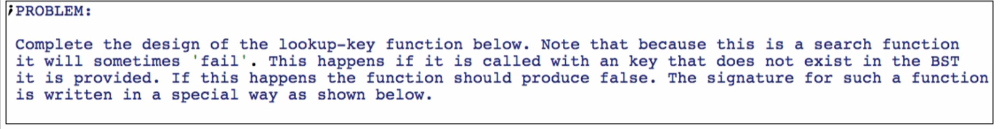 ;PROBLEM:
Complete the design of the lookup-key function below. Note that because this is a search function
it will sometimes 'fail'. This happens if it is called with an key that does not exist in the BST
it is provided. If this happens the function should produce false. The signature for such a function
is written in a special way as shown below.